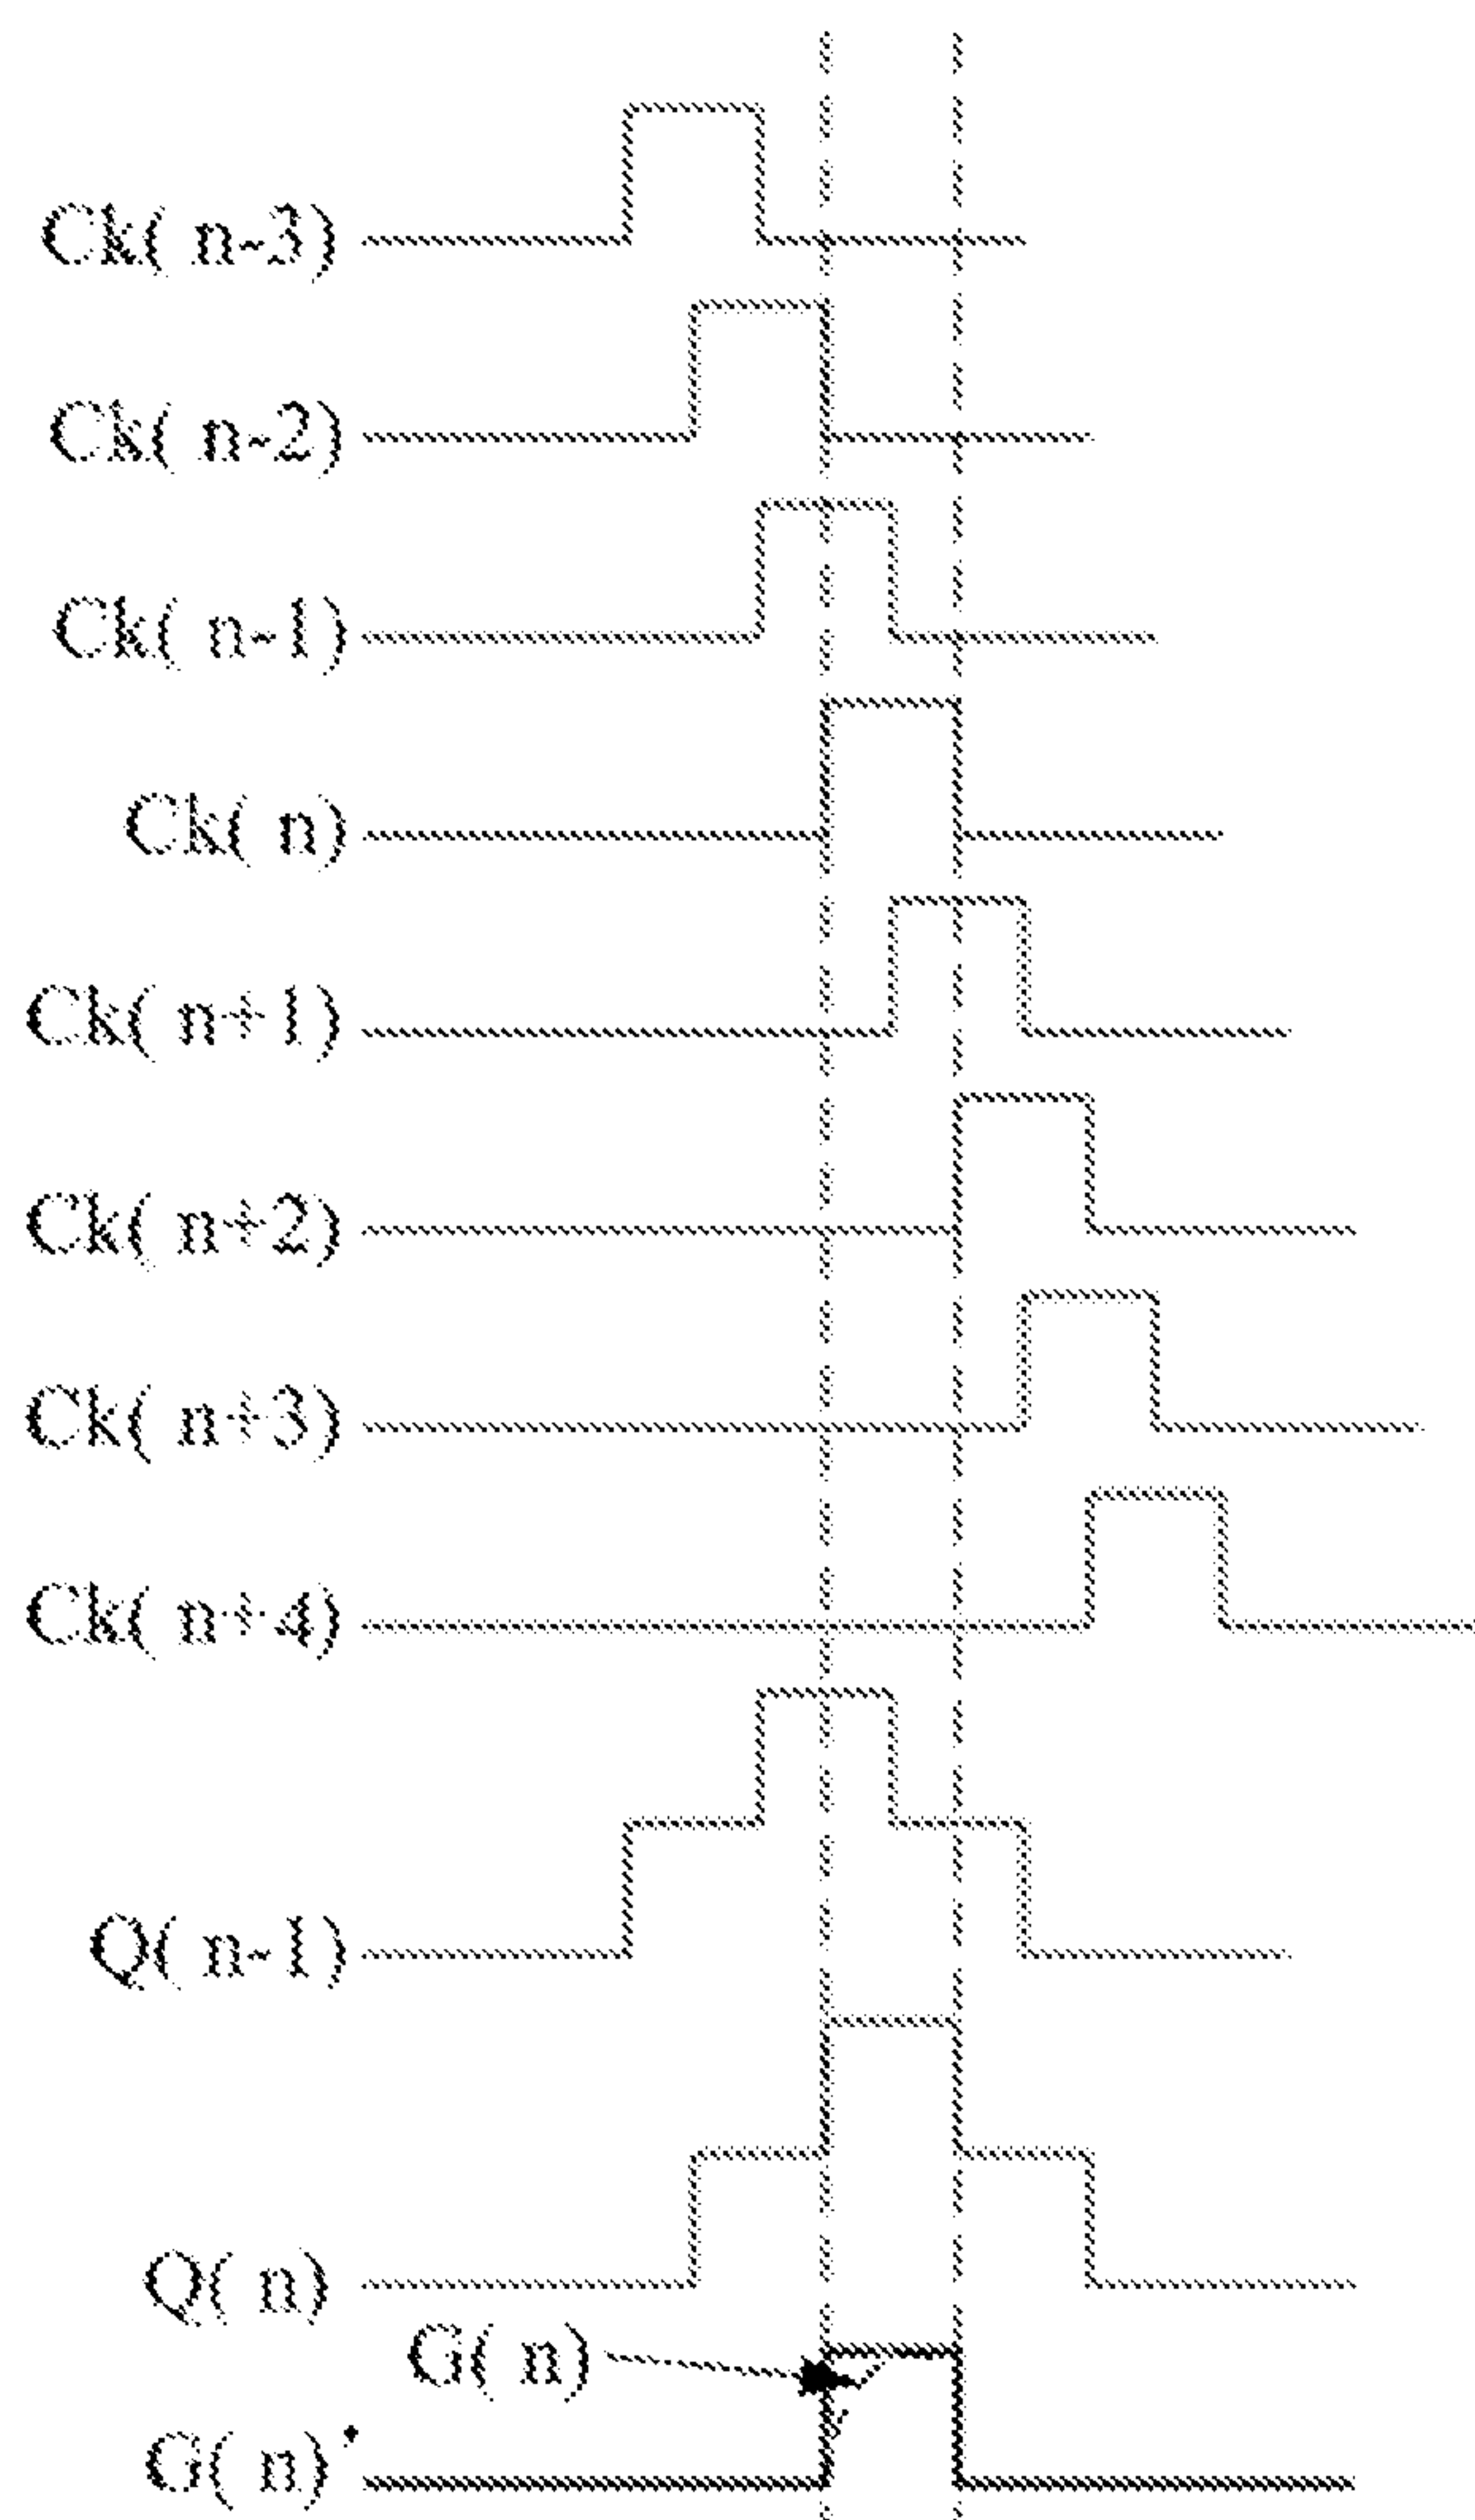 Ck( n-3)
Ck( n-2)
Ck( n-1)
Ck( n)
Ck( n+1)
Ck( n+2)
Ck( n+3)
Ck( n+4)
Q( n-1)
Q( n)
G( n)
G( n)'